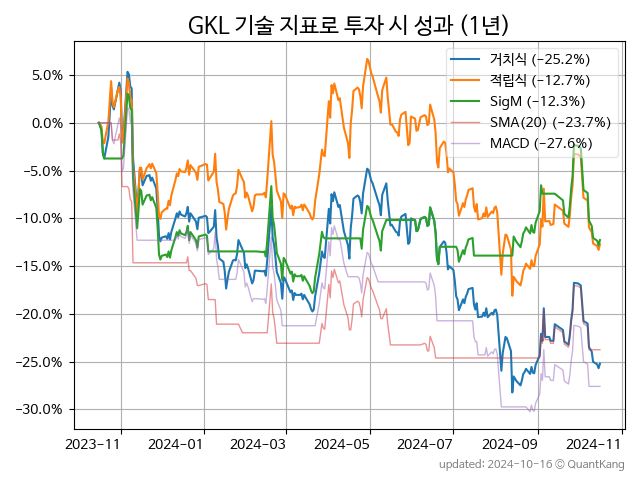 GKL 기술 지표로 투자 시 성과 (1년)
거치식 (−25.2%)
적립식 (−12.7%)
SigM (−12.3%)
SMA(20) (−23.7%)
MACD (−27.6%)
5.0%
0.0%
−5.0%
−10.0%
−15.0%
−20.0%
−25.0%
−30.0%
2023−11 2024−01 2024−03 2024−05 2024−07 2024−09 2024−11
updated: 2024-10-16 © QuantKang